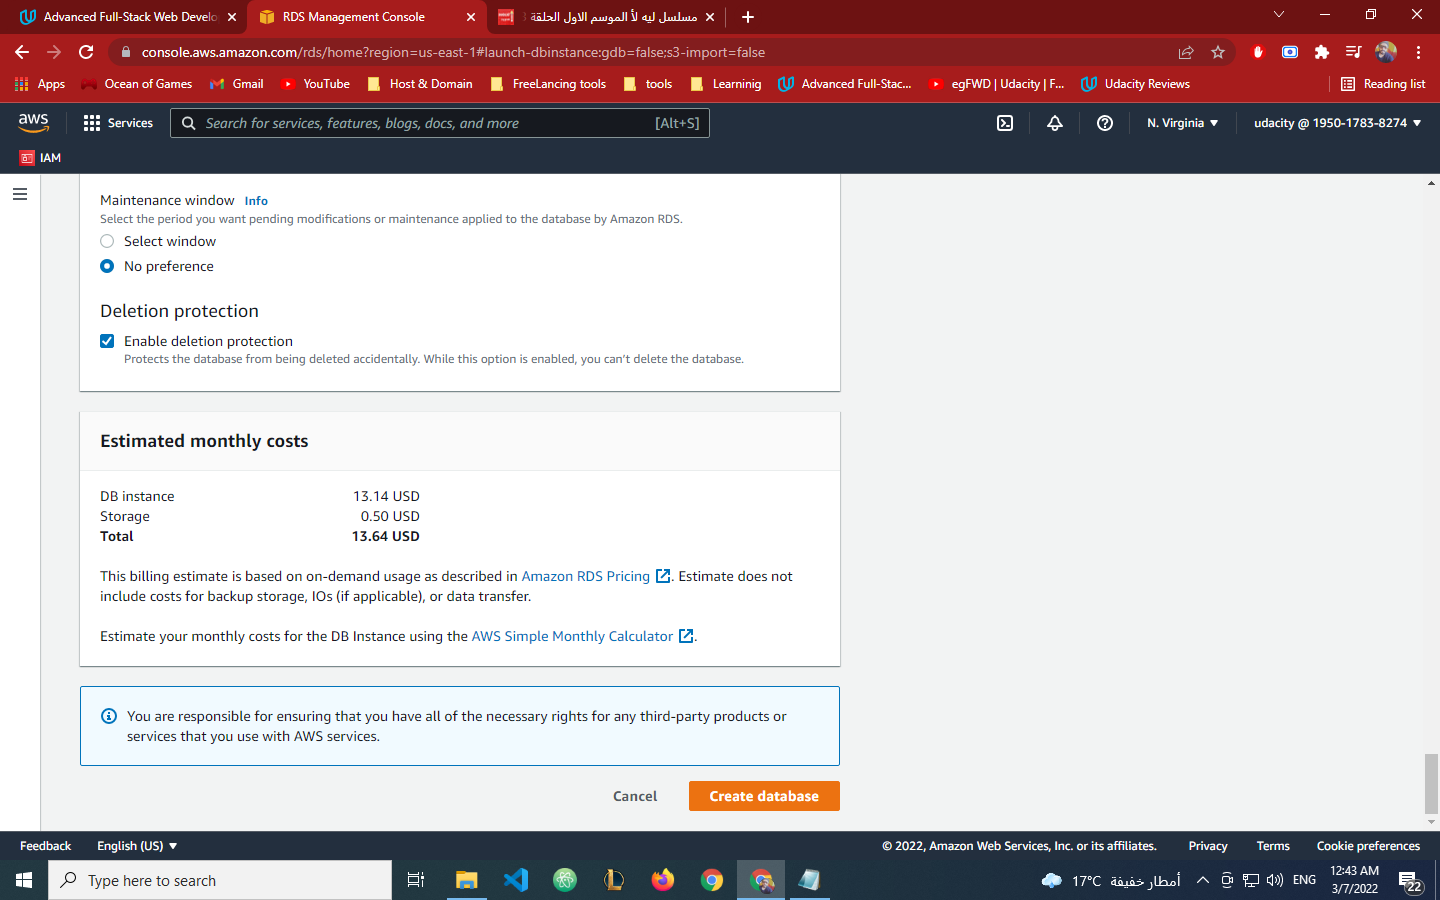 Advanced Full-Stack Web Develo
RDS Management Console
مسلسل ليه لأ الموسم الاول الحلقة
console.aws.amazon.com/rds/home?region=us-east-1#launch-dbinstance:gdb=false;s3-import=false
Apps
Ocean of Games
Gmail
YouTube
Host & Domain
FreeLancing tools
tools
Learninig
Advanced Full-Stac...
egFWD | Udacity | F...
Udacity Reviews
Reading list
aws
Services
Search for services, features, blogs, docs, and more
[Alt+S]
N. Virginia
udacity @ 1950-1783-8274
IAM
Maintenance window Info
Select the period you want pending modifications or maintenance applied to the database by Amazon RDS.
Select window
No preference
Deletion protection
Enable deletion protection
Protects the database from being deleted accidentally. While this option is enabled, you can't delete the database.
Estimated monthly costs
DB instance 13.14 USD
Storage 0.50 USD
Total 13.64 USD
This billing estimate is based on on-demand usage as described in Amazon RDS Pricing. Estimate does not
include costs for backup storage, IOs (if applicable), or data transfer.
Estimate your monthly costs for the DB Instance using the AWS Simple Monthly Calculator.
You are responsible for ensuring that you have all of the necessary rights for any third-party products or
services that you use with AWS services.
Cancel
Create database
Feedback
English (US)
© 2022, Amazon Web Services, Inc. or its affiliates.
Privacy
Terms
Cookie preferences
Type here to search
17°C أمطار خفيفة
ENG
12:43 AM
3/7/2022
22